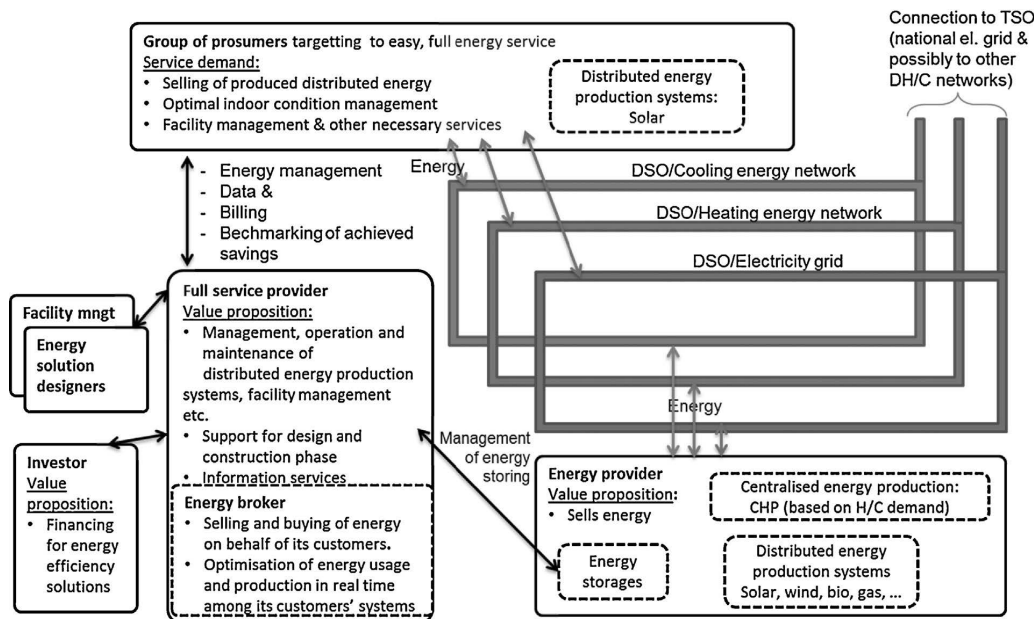 Group of prosumers targetting to easy, full energy service
Service demand:
• Selling of produced distributed energy
• Optimal indoor condition management
• Facility management & other necessary services
Distributed energy
production systems:
Solar
Connection to TSO
(national el. grid &
possibly to other
DH/C networks)
- Energy management
- Data &
- Billing
- Bechmarking of achieved
savings
Energy
DSO/Cooling energy network
DSO/Heating energy network
DSO/Electricity grid
Facility mngt
Energy
solution
designers
Investor
Value
proposition:
• Financing
for energy
efficiency
solutions
Full service provider
Value proposition:
• Management, operation and
maintenance of
distributed energy production
systems, facility management
etc.
• Support for design and
construction phase
• Information services
Energy broker
• Selling and buying of energy
on behalf of its customers.
• Optimisation of energy usage
and production in real time
among its customers' systems
Management
of energy
storing
Energy
Energy provider
Value proposition:
• Sells energy
Energy
storages
Centralised energy production:
CHP (based on H/C demand)
Distributed energy
production systems
Solar, wind, bio, gas, ...